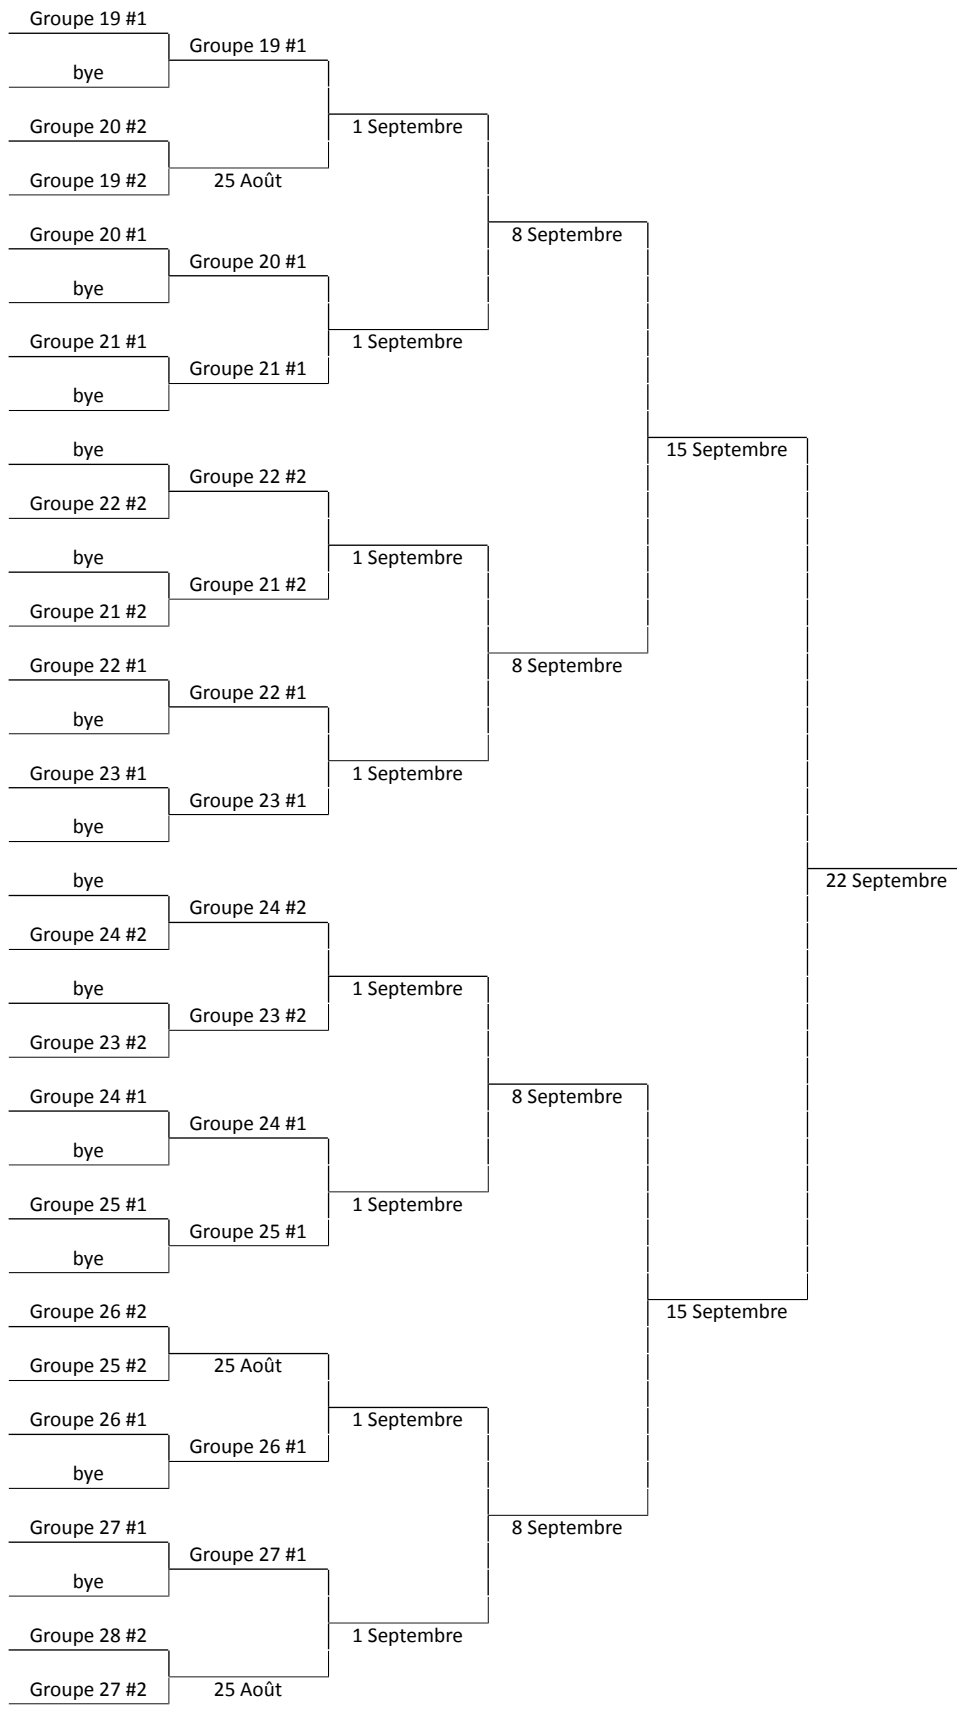 Groupe 19 #1
Groupe 19 #1
bye
Groupe 20 #2
1 Septembre
Groupe 19 #2
25 Août
Groupe 20 #1
8 Septembre
Groupe 20 #1
bye
Groupe 21 #1
1 Septembre
Groupe 21 #1
bye
bye
15 Septembre
Groupe 22 #2
Groupe 22 #2
bye
1 Septembre
Groupe 21 #2
Groupe 21 #2
Groupe 22 #1
8 Septembre
Groupe 22 #1
bye
Groupe 23 #1
1 Septembre
Groupe 23 #1
bye
bye
22 Septembre
Groupe 24 #2
Groupe 24 #2
bye
1 Septembre
Groupe 23 #2
Groupe 23 #2
Groupe 24 #1
8 Septembre
Groupe 24 #1
bye
Groupe 25 #1
1 Septembre
Groupe 25 #1
bye
Groupe 26 #2
15 Septembre
Groupe 25 #2
25 Août
Groupe 26 #1
1 Septembre
Groupe 26 #1
bye
Groupe 27 #1
8 Septembre
Groupe 27 #1
bye
Groupe 28 #2
1 Septembre
Groupe 27 #2
25 Août